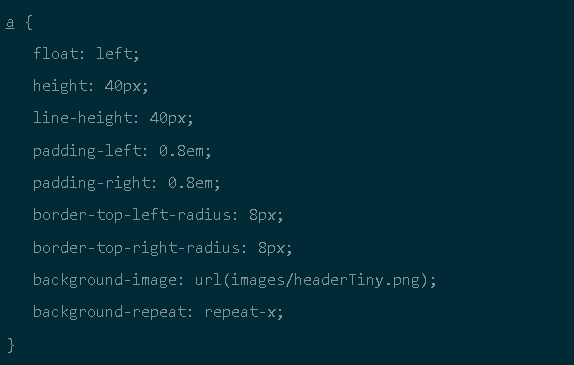 a {
float: left;
height: 40px;
line-height: 40px;
padding-left: 0.8em;
padding-right: 0.8em;
border-top-left-radius: 8px;
border-top-right-radius: 8px;
background-image: url(images/headerTiny.png);
background-repeat: repeat-x;
}